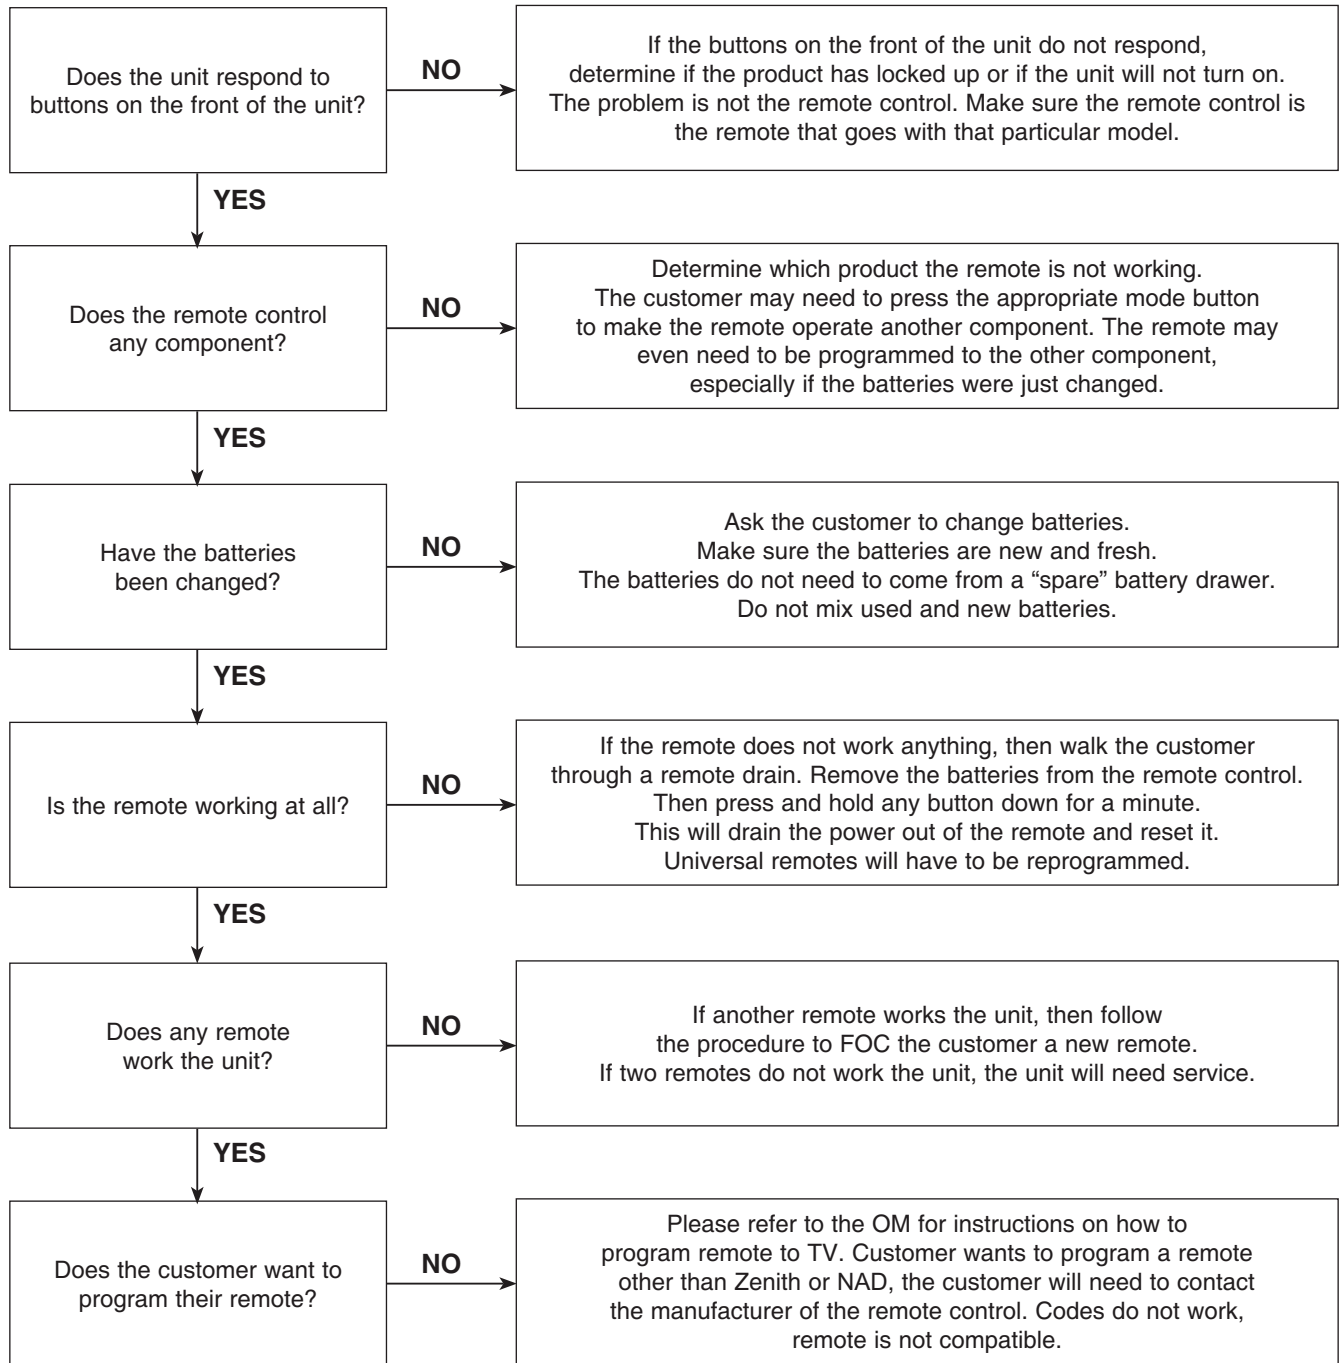 Does the unit respond to
buttons on the front of the unit?
NO
If the buttons on the front of the unit do not respond,
determine if the product has locked up or if the unit will not turn on.
The problem is not the remote control. Make sure the remote control is
the remote that goes with that particular model.
YES
Does the remote control
any component?
NO
Determine which product the remote is not working.
The customer may need to press the appropriate mode button
to make the remote operate another component. The remote may
even need to be programmed to the other component,
especially if the batteries were just changed.
YES
Have the batteries
been changed?
NO
Ask the customer to change batteries.
Make sure the batteries are new and fresh.
The batteries do not need to come from a “spare” battery drawer.
Do not mix used and new batteries.
YES
Is the remote working at all?
NO
If the remote does not work anything, then walk the customer
through a remote drain. Remove the batteries from the remote control.
Then press and hold any button down for a minute.
This will drain the power out of the remote and reset it.
Universal remotes will have to be reprogrammed.
YES
Does any remote
work the unit?
NO
If another remote works the unit, then follow
the procedure to FOC the customer a new remote.
If two remotes do not work the unit, the unit will need service.
YES
Does the customer want to
program their remote?
NO
Please refer to the OM for instructions on how to
program remote to TV. Customer wants to program a remote
other than Zenith or NAD, the customer will need to contact
the manufacturer of the remote control. Codes do not work,
remote is not compatible.